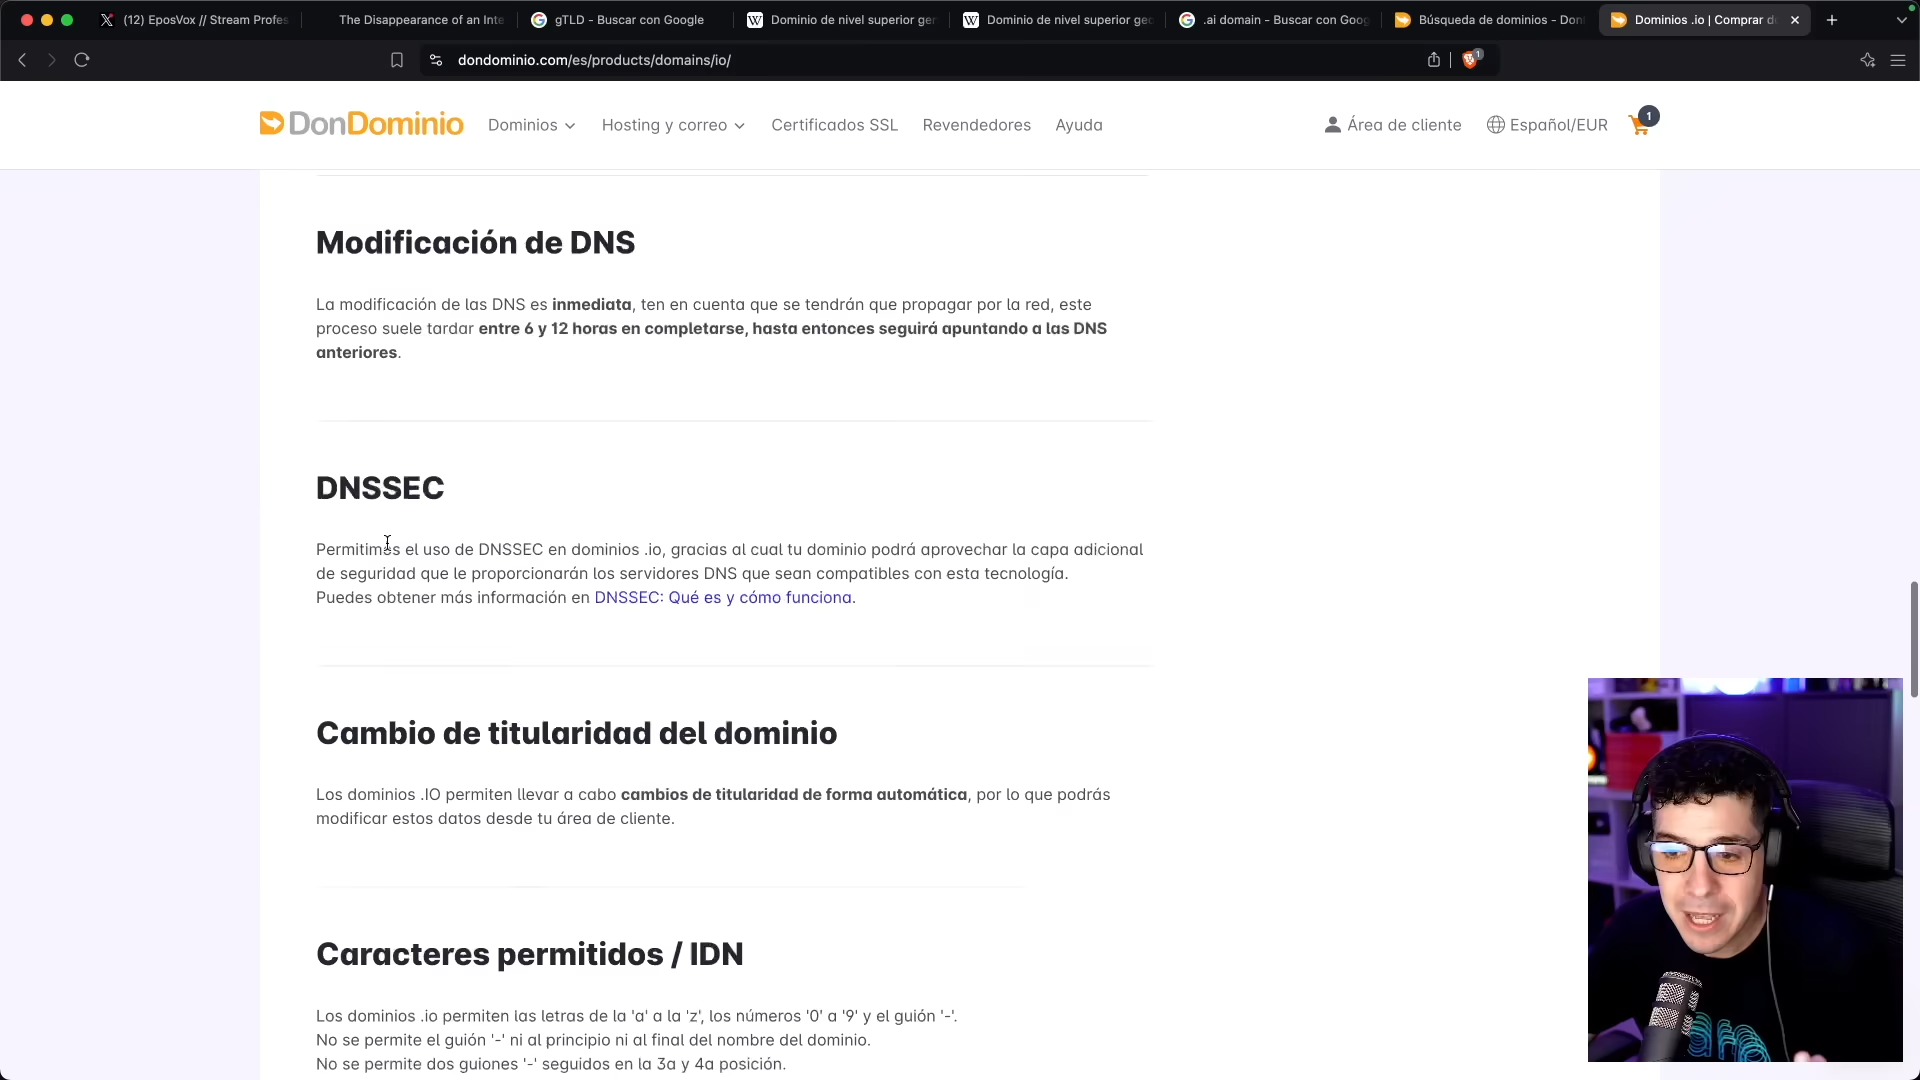 (12) EposVox // Stream Profes
The Disappearance of an Inte
gTLD - Buscar con Google
Dominio de nivel superior ger
Dominio de nivel superior geo
.ai domain - Buscar con Goog
Búsqueda de dominios - Don
Dominios .io | Comprar do
dondominio.com/es/products/domains/io/
1
DonDominio
Dominios
Hosting y correo
Certificados SSL
Revendedores
Ayuda
Área de cliente
Español/EUR
1
Modificación de DNS
La modificación de las DNS es inmediata, ten en cuenta que se tendrán que propagar por la red, este
proceso suele tardar entre 6 y 12 horas en completarse, hasta entonces seguirá apuntando a las DNS
anteriores.
DNSSEC
Permitimos el uso de DNSSEC en dominios .io, gracias al cual tu dominio podrá aprovechar la capa adicional
de seguridad que le proporcionarán los servidores DNS que sean compatibles con esta tecnología.
Puedes obtener más información en DNSSEC: Qué es y cómo funciona.
Cambio de titularidad del dominio
Los dominios .IO permiten llevar a cabo cambios de titularidad de forma automática, por lo que podrás
modificar estos datos desde tu área de cliente.
Caracteres permitidos / IDN
Los dominios .io permiten las letras de la 'a' a la 'z', los números '0' a '9' y el guión '-'.
No se permite el guión '-' ni al principio ni al final del nombre del dominio.
No se permite dos guiones '-' seguidos en la 3a y 4a posición.